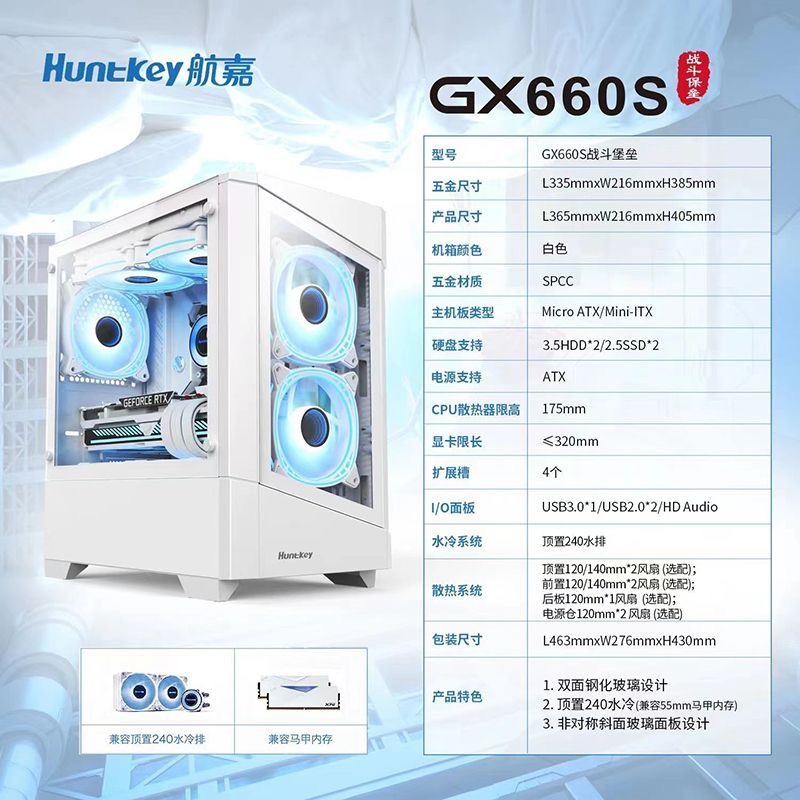 Huntkey航嘉
GX660S
战斗保垒
型号 GX660S战斗堡垒
五金尺寸 L335mmxW216mmxH385mm
产品尺寸 L365mmxW216mmxH405mm
机箱颜色 白色
五金材质 SPCC
主机板类型 Micro ATX/Mini-ITX
硬盘支持 3.5HDD*2/2.5SSD*2
电源支持 ATX
CPU散热器限高 175mm
显卡限长 ≤320mm
扩展槽 4个
I/O面板 USB3.0*1/USB2.0*2/HD Audio
水冷系统 顶置240水排
散热系统 顶置120/140mm*2风扇 (选配);
前置120/140mm*2风扇 (选配);
后板120mm*1风扇 (选配);
电源仓120mm*2 风扇 (选配)
包装尺寸 L463mmxW276mmxH430mm
产品特色 1. 双面钢化玻璃设计
2. 顶置240水冷(兼容55mm马甲内存)
3. 非对称斜面玻璃面板设计
GEFORCE RTX
Huntkey
兼容顶置240水冷排
兼容马甲内存